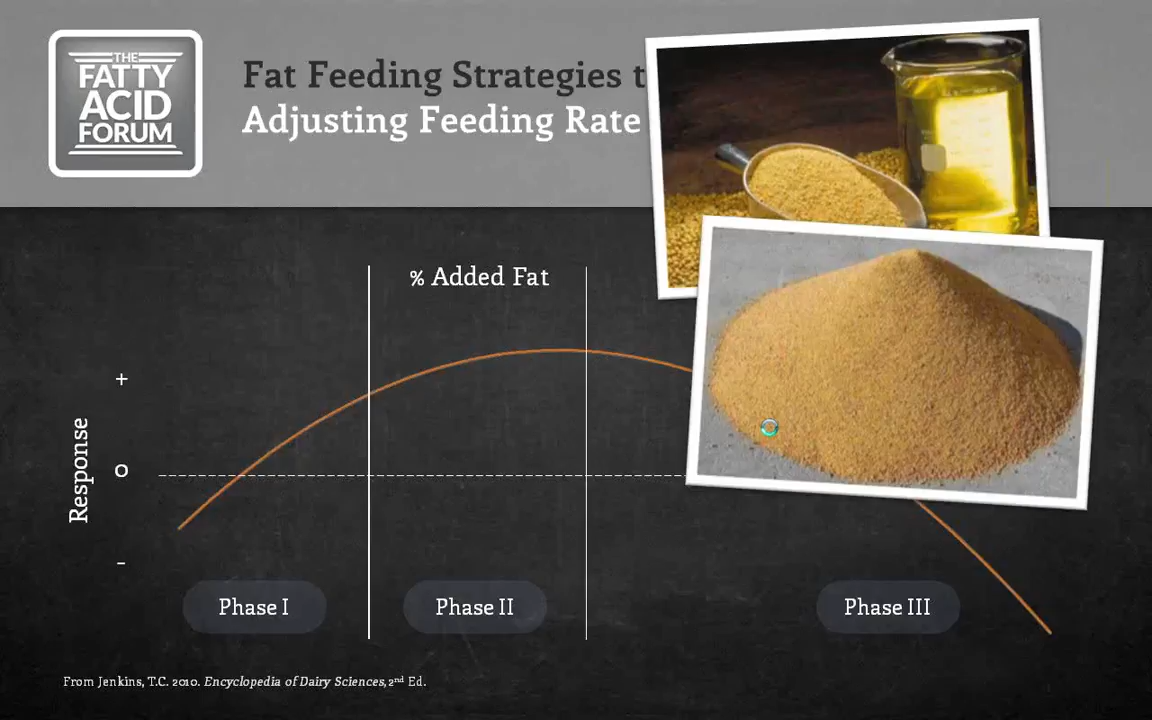 THE
FATTY
ACID
FORUM
Fat Feeding Strategies t
Adjusting Feeding Rate
% Added Fat
+
Response
0
-
Phase I
Phase II
Phase III
From Jenkins, T.C. 2010. Encyclopedia of Dairy Sciences, 2nd Ed.